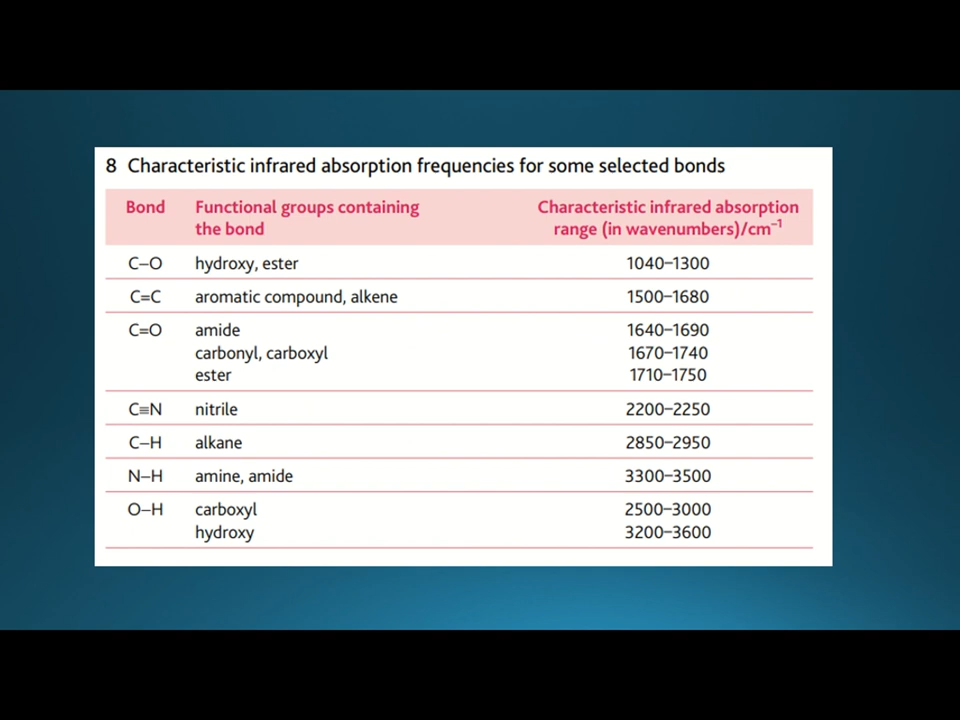 8 Characteristic infrared absorption frequencies for some selected bonds
Bond Functional groups containing the bond Characteristic infrared absorption range (in wavenumbers)/cm⁻¹
C–O hydroxy, ester 1040–1300
C=C aromatic compound, alkene 1500–1680
C=O amide 1640–1690
carbonyl, carboxyl 1670–1740
ester 1710–1750
C≡N nitrile 2200–2250
C–H alkane 2850–2950
N–H amine, amide 3300–3500
O–H carboxyl 2500–3000
hydroxy 3200–3600